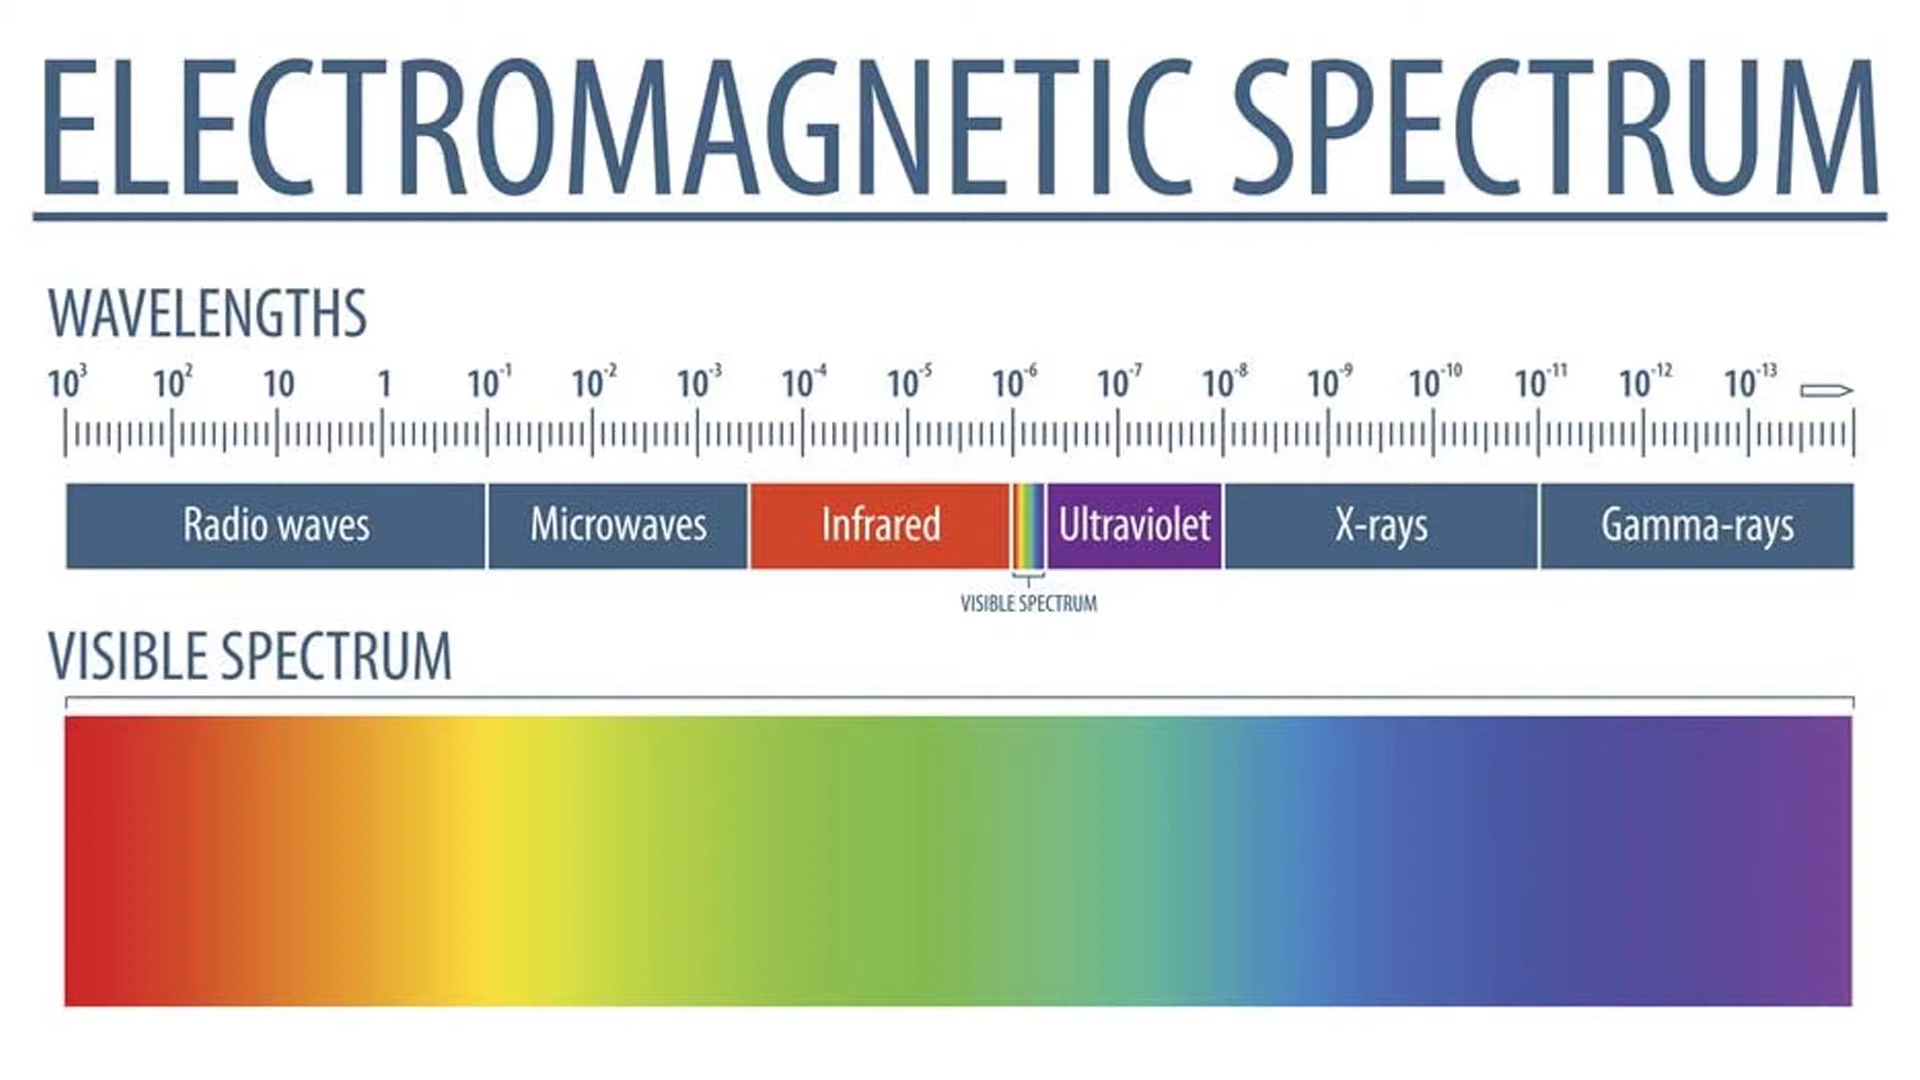 ELECTROMAGNETIC SPECTRUM
WAVELENGTHS
10³ 10² 10 1 10⁻¹ 10⁻² 10⁻³ 10⁻⁴ 10⁻⁵ 10⁻⁶ 10⁻⁷ 10⁻⁸ 10⁻⁹ 10⁻¹⁰ 10⁻¹¹ 10⁻¹² 10⁻¹³
Radio waves Microwaves Infrared Ultraviolet X-rays Gamma-rays
VISIBLE SPECTRUM
VISIBLE SPECTRUM